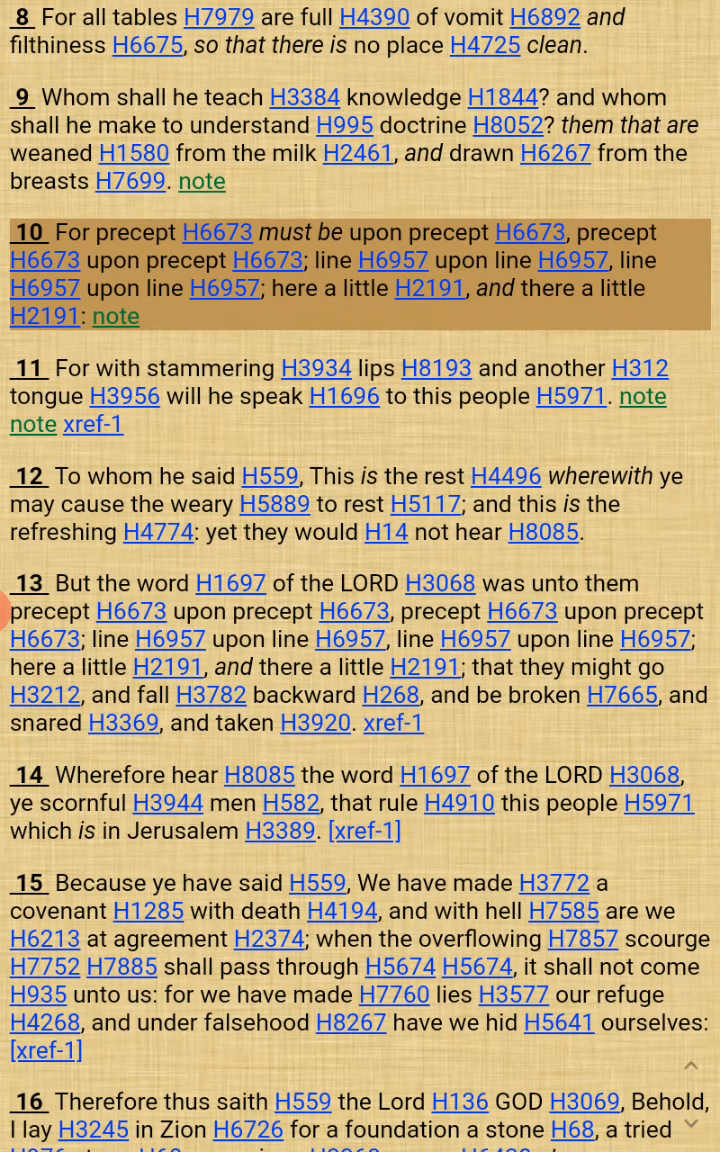 8 For all tables H7979 are full H4390 of vomit H6892 and
filthiness H6675, so that there is no place H4725 clean.
9 Whom shall he teach H3384 knowledge H1844? and whom
shall he make to understand H995 doctrine H8052? them that are
weaned H1580 from the milk H2461, and drawn H6267 from the
breasts H7699. note
10 For precept H6673 must be upon precept H6673, precept
H6673 upon precept H6673; line H6957 upon line H6957, line
H6957 upon line H6957; here a little H2191, and there a little
H2191: note
11 For with stammering H3934 lips H8193 and another H312
tongue H3956 will he speak H1696 to this people H5971. note
note xref-1
12 To whom he said H559, This is the rest H4496 wherewith ye
may cause the weary H5889 to rest H5117; and this is the
refreshing H4774: yet they would H14 not hear H8085.
13 But the word H1697 of the LORD H3068 was unto them
precept H6673 upon precept H6673, precept H6673 upon precept
H6673; line H6957 upon line H6957, line H6957 upon line H6957;
here a little H2191, and there a little H2191; that they might go
H3212, and fall H3782 backward H268, and be broken H7665, and
snared H3369, and taken H3920. xref-1
14 Wherefore hear H8085 the word H1697 of the LORD H3068,
ye scornful H3944 men H582, that rule H4910 this people H5971
which is in Jerusalem H3389. [xref-1]
15 Because ye have said H559, We have made H3772 a
covenant H1285 with death H4194, and with hell H7585 are we
H6213 at agreement H2374; when the overflowing H7857 scourge
H7752 H7885 shall pass through H5674 H5674, it shall not come
H935 unto us: for we have made H7760 lies H3577 our refuge
H4268, and under falsehood H8267 have we hid H5641 ourselves:
[xref-1]
16 Therefore thus saith H559 the Lord H136 GOD H3069, Behold,
I lay H3245 in Zion H6726 for a foundation a stone H68, a tried